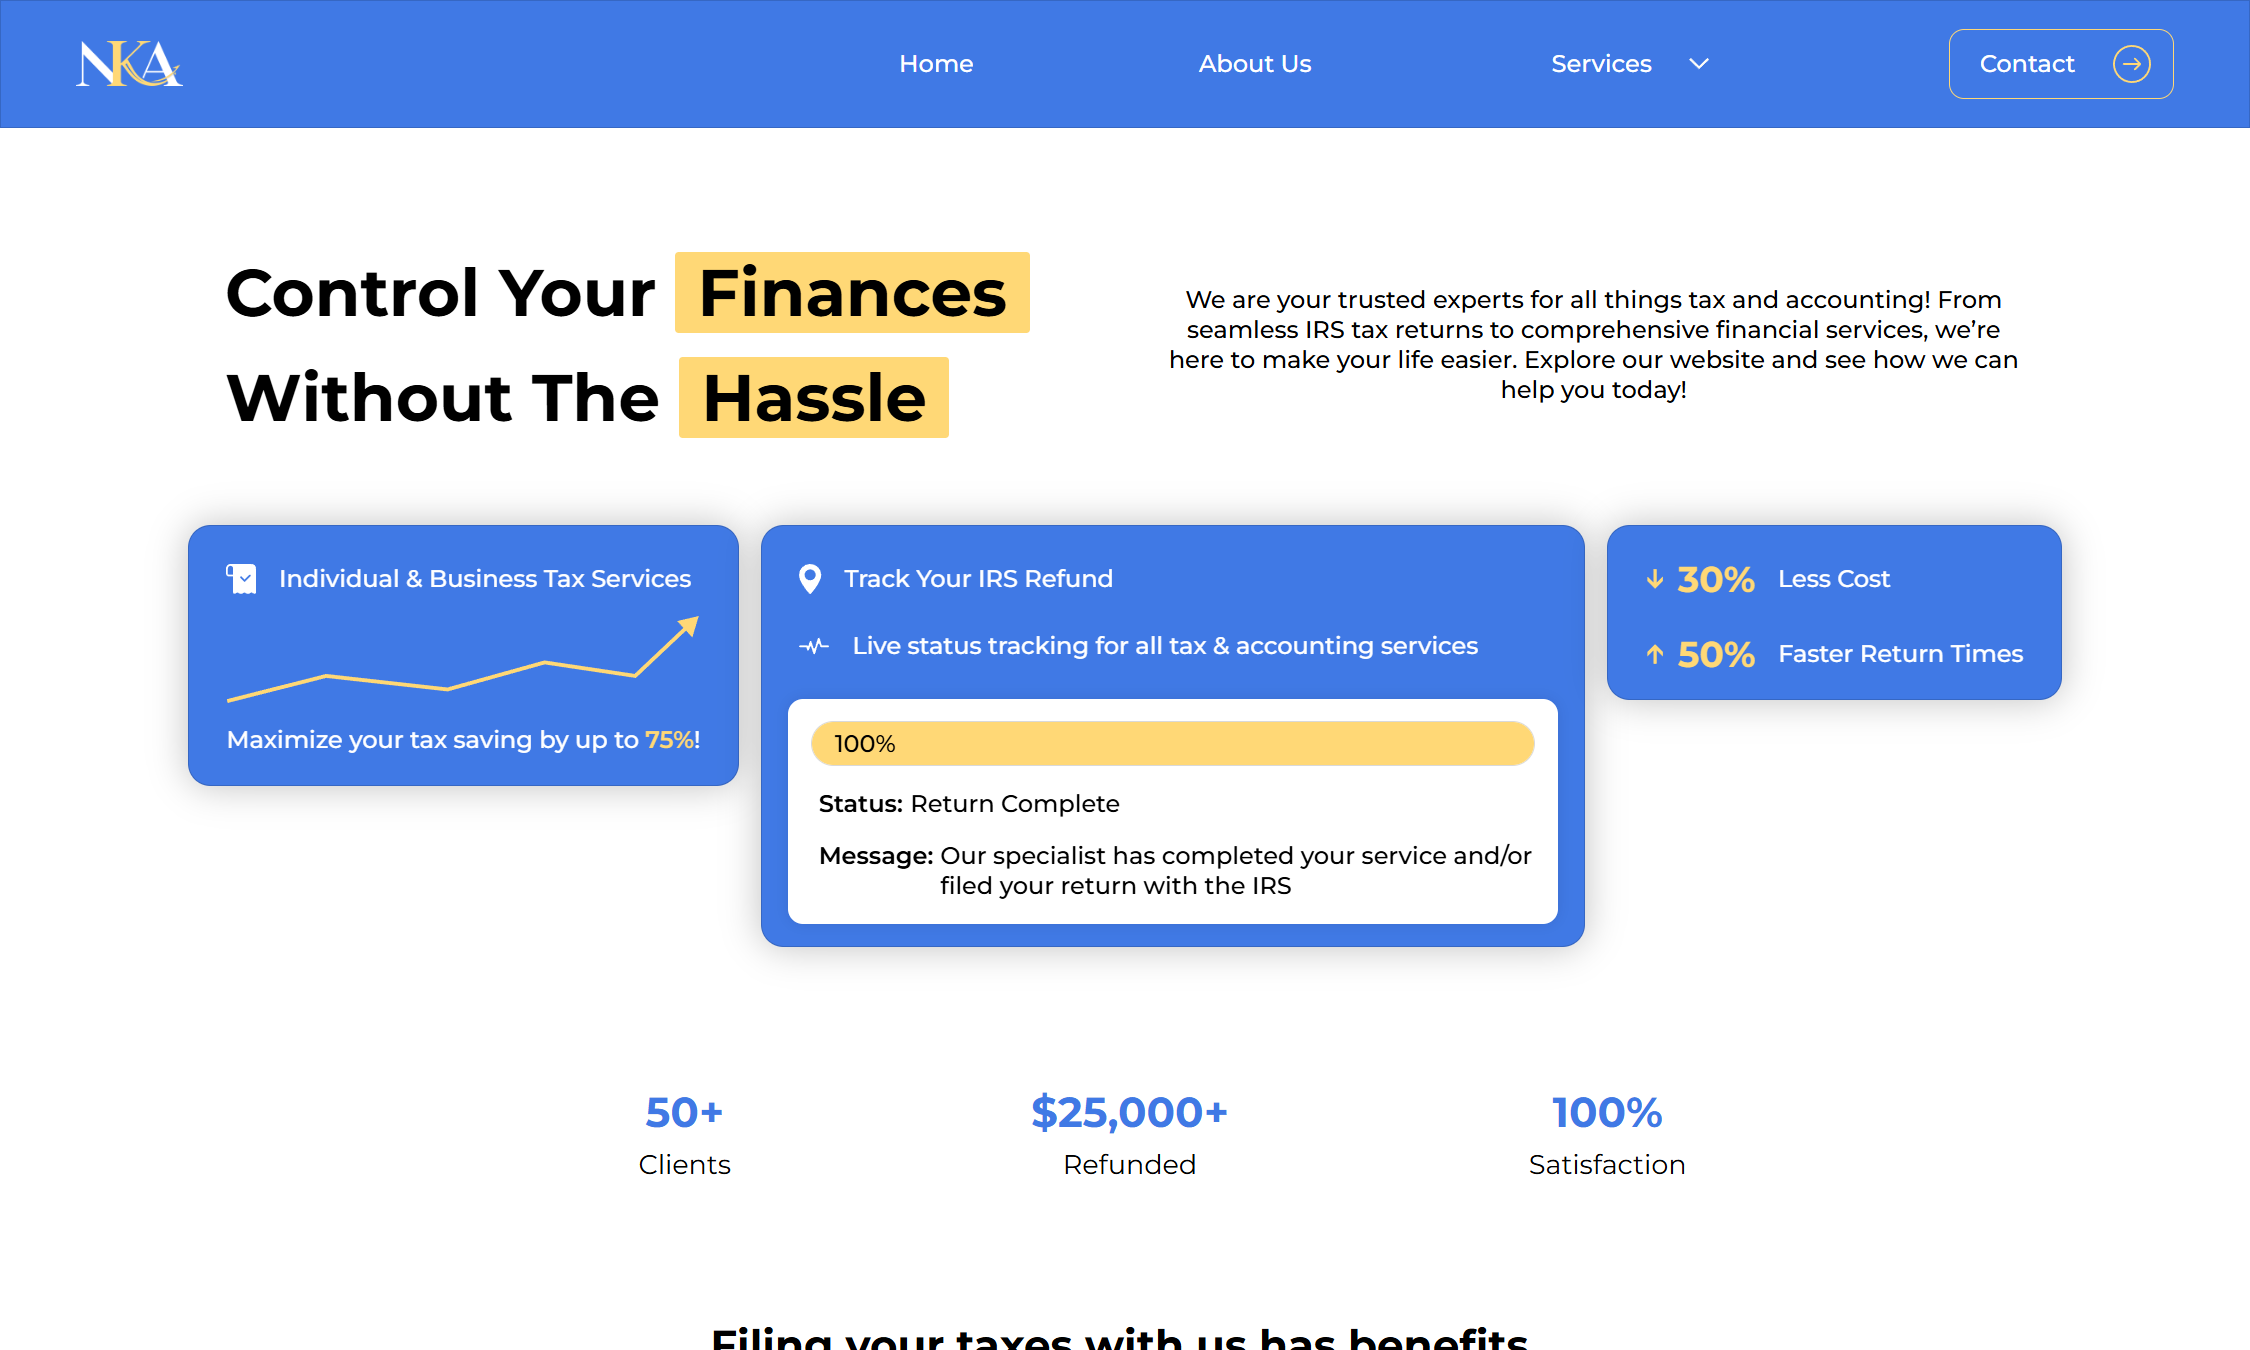 NKA
Home
About Us
Services
Contact
Control Your Finances
Without The Hassle
We are your trusted experts for all things tax and accounting! From
seamless IRS tax returns to comprehensive financial services, we’re
here to make your life easier. Explore our website and see how we can
help you today!
Individual & Business Tax Services
Maximize your tax saving by up to 75%!
Track Your IRS Refund
Live status tracking for all tax & accounting services
100%
Status: Return Complete
Message: Our specialist has completed your service and/or
filed your return with the IRS
30% Less Cost
50% Faster Return Times
50+
Clients
$25,000+
Refunded
100%
Satisfaction
Filing your taxes with us has benefits